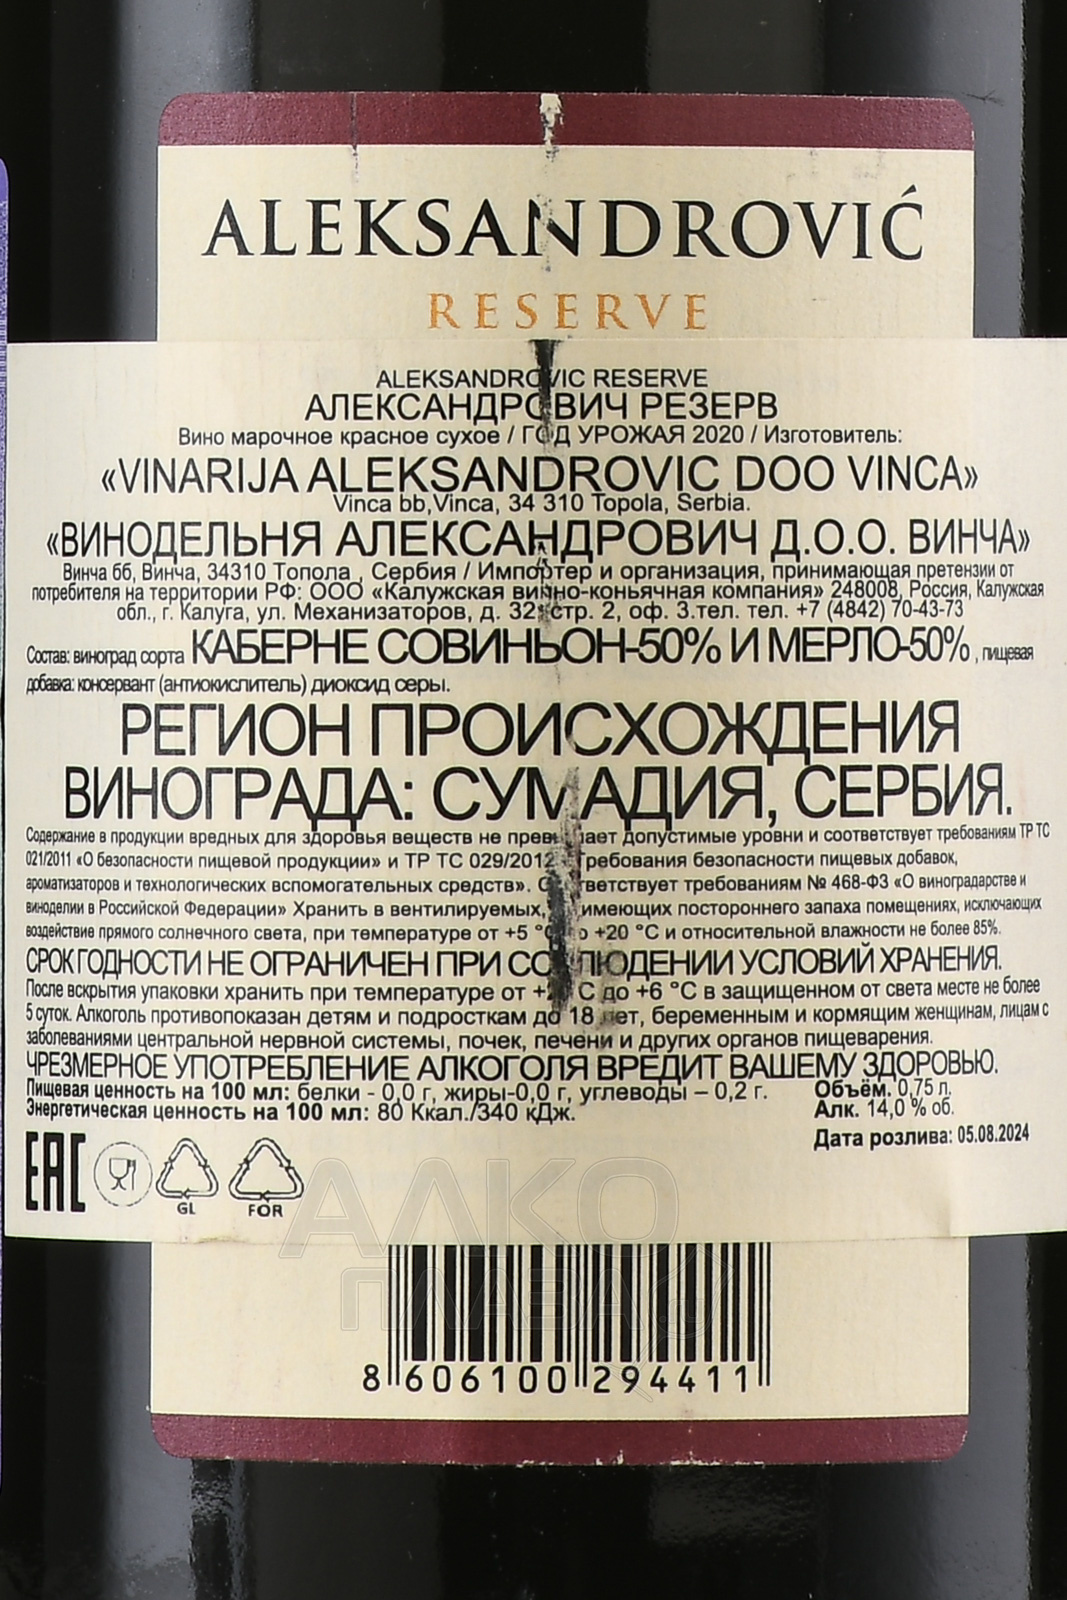 ALEKSANDROVIĆ
RESERVE
ALEKSANDROVIC RESERVE
АЛЕКСАНДРОВИЧ РЕЗЕРВ
Вино марочное красное сухое / ГОД УРОЖАЯ 2020 / Изготовитель:
«VINARIJA ALEKSANDROVIC DOO VINCA»
Vinca bb,Vinca, 34 310 Topola, Serbia.
«ВИНОДЕЛЬНЯ АЛЕКСАНДРОВИЧ Д.О.О. ВИНЧА»
Винча бб, Винча, 34310 Топола , Сербия / Импортер и организация, принимающая претензии от
потребителя на территории РФ: ООО «Калужская винно-коньячная компания» 248008, Россия, Калужская
обл., г. Калуга, ул. Механизаторов, д. 32, стр. 2, оф. 3.тел. тел. +7 (4842) 70-43-73
Состав: виноград сорта КАБЕРНЕ СОВИНЬОН-50% И МЕРЛО-50% , пищевая
добавка: консервант (антиокислитель) диоксид серы.
РЕГИОН ПРОИСХОЖДЕНИЯ
ВИНОГРАДА: СУМАДИЯ, СЕРБИЯ.
Содержание в продукции вредных для здоровья веществ не превышает допустимые уровни и соответствует требованиям ТР ТС
021/2011 «О безопасности пищевой продукции» и ТР ТС 029/2012 «Требования безопасности пищевых добавок,
ароматизаторов и технологических вспомогательных средств». Соответствует требованиям № 468-ФЗ «О виноградарстве и
виноделии в Российской Федерации» Хранить в вентилируемых, не имеющих постороннего запаха помещениях, исключающих
воздействие прямого солнечного света, при температуре от +5 °С до +20 °С и относительной влажности не более 85%.
СРОК ГОДНОСТИ НЕ ОГРАНИЧЕН ПРИ СОБЛЮДЕНИИ УСЛОВИЙ ХРАНЕНИЯ.
После вскрытия упаковки хранить при температуре от С до +6 °С в защищенном от света месте не более
5 суток. Алкоголь противопоказан детям и подросткам до 18 лет, беременным и кормящим женщинам, лицам с
заболеваниями центральной нервной системы, почек, печени и других органов пищеварения.
ЧРЕЗМЕРНОЕ УПОТРЕБЛЕНИЕ АЛКОГОЛЯ ВРЕДИТ ВАШЕМУ ЗДОРОВЬЮ.
Пищевая ценность на 100 мл: белки - 0,0 г, жиры-0,0 г, углеводы – 0,2 г.
Энергетическая ценность на 100 мл: 80 Ккал./340 кДж.
Объём. 0,75 л.
Алк. 14,0 % об.
Дата розлива: 05.08.2024
EAC
GL
FOR
АЛКО
ПЛАЗА
8 606100 294411